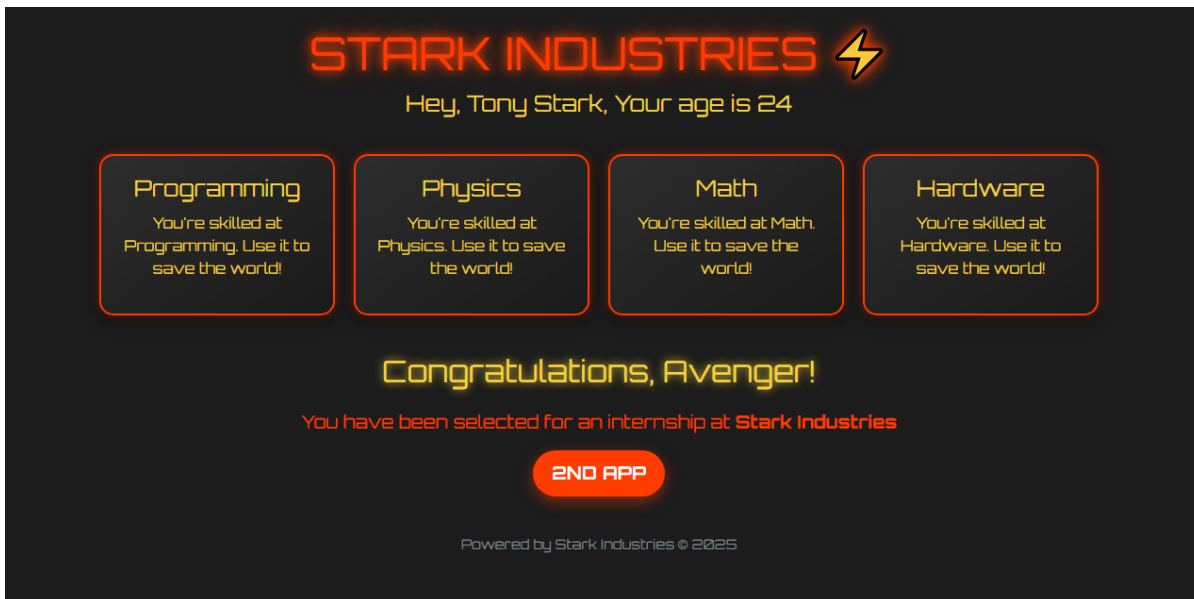 STARK INDUSTRIES ⚡
Hey, Tony Stark, Your age is 24
Programming
You're skilled at
Programming. Use it to
save the world!
Physics
You're skilled at
Physics. Use it to save
the world!
Math
You're skilled at Math.
Use it to save the
world!
Hardware
You're skilled at
Hardware. Use it to
save the world!
Congratulations, Avenger!
You have been selected for an internship at Stark Industries
2ND APP
Powered by Stark Industries © 2025